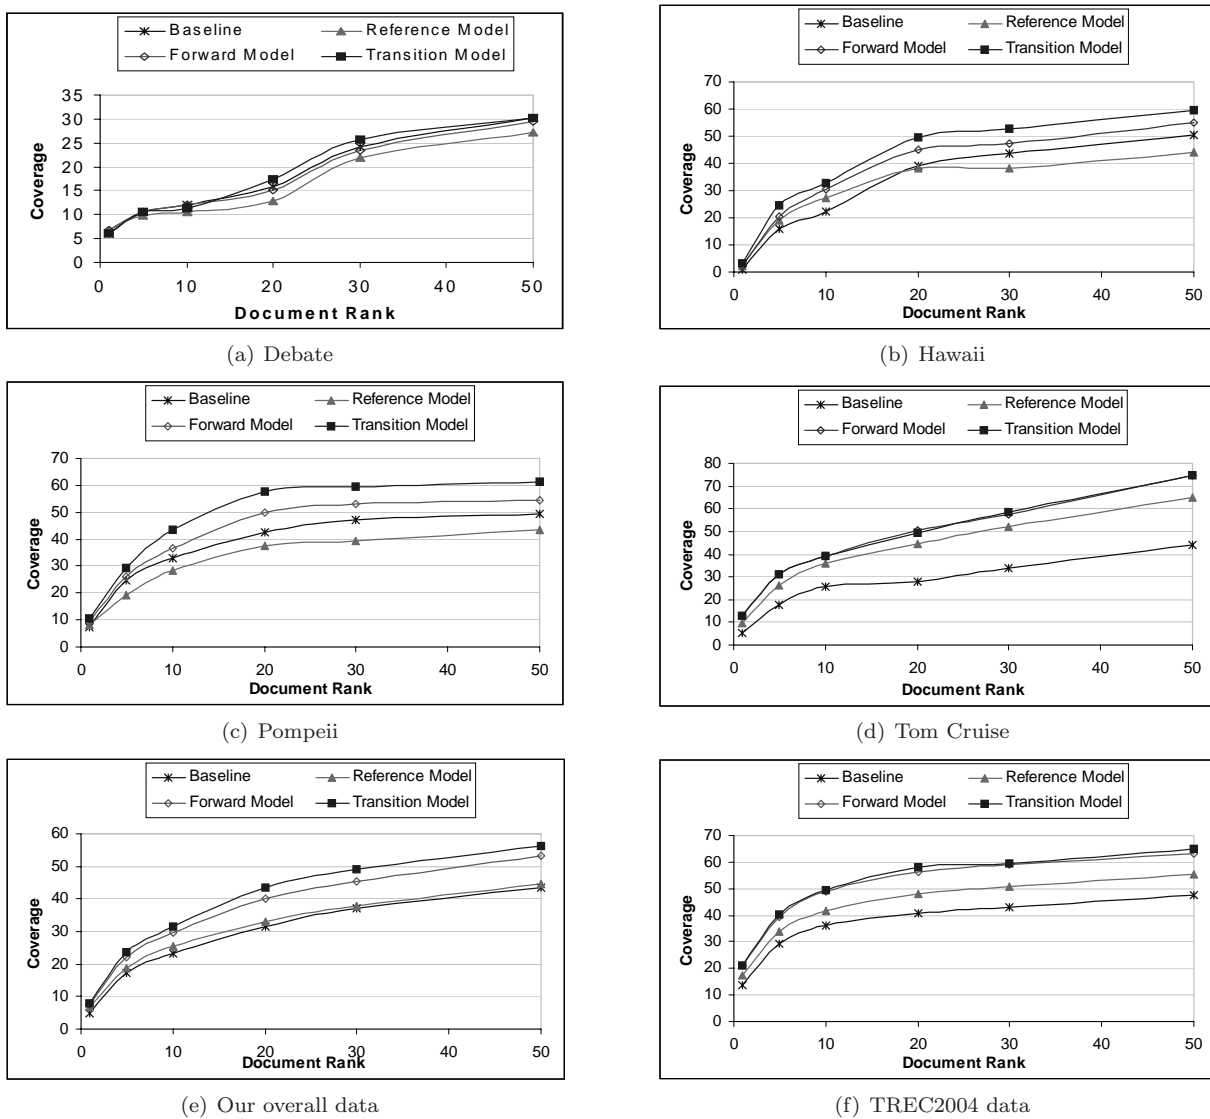 Baseline Reference Model
Forward Model Transition Model
35
30
25
20
15
10
5
0
Coverage
0 10 20 30 40 50
Document Rank
(a) Debate
Baseline Reference Model
Forward Model Transition Model
70
60
50
40
30
20
10
0
Coverage
0 10 20 30 40 50
Document Rank
(b) Hawaii
Baseline Reference Model
Forward Model Transition Model
70
60
50
40
30
20
10
0
Coverage
0 10 20 30 40 50
Document Rank
(c) Pompeii
Baseline Reference Model
Forward Model Transition Model
80
70
60
50
40
30
20
10
0
Coverage
0 10 20 30 40 50
Document Rank
(d) Tom Cruise
Baseline Reference Model
Forward Model Transition Model
60
50
40
30
20
10
0
Coverage
0 10 20 30 40 50
Document Rank
(e) Our overall data
Baseline Reference Model
Forward Model Transition Model
70
60
50
40
30
20
10
0
Coverage
0 10 20 30 40 50
Document Rank
(f) TREC2004 data